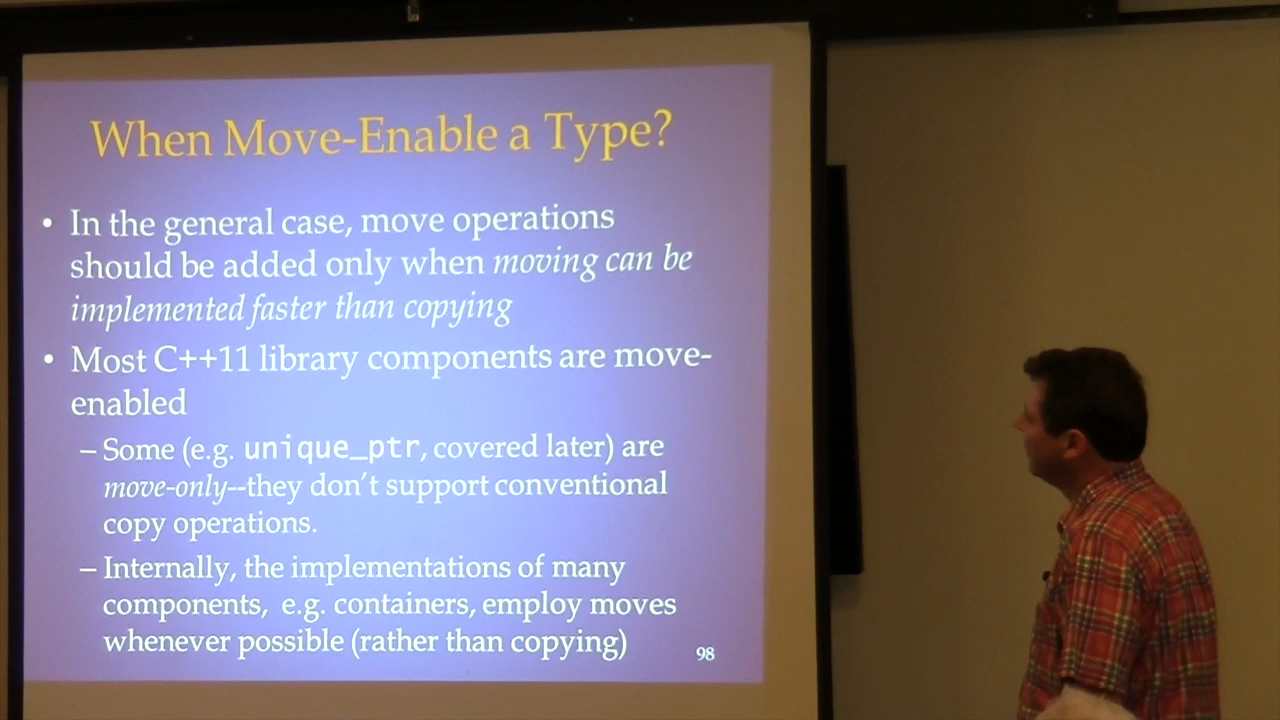 When Move-Enable a Type?
• In the general case, move operations
should be added only when moving can be
implemented faster than copying
• Most C++11 library components are move-
enabled
– Some (e.g. unique_ptr, covered later) are
move-only--they don't support conventional
copy operations.
– Internally, the implementations of many
components, e.g. containers, employ moves
whenever possible (rather than copying)
98